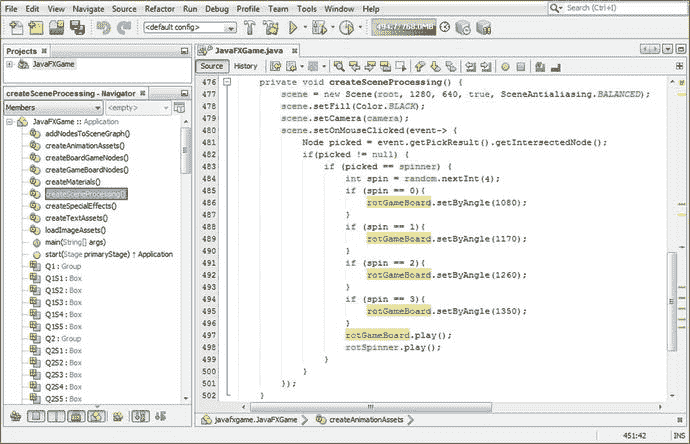 File Edit View Navigate Source Refactor Run Debug Profile Team Tools Window Help
Search (Ctrl+I)
<default config>
Projects
JavaFXGame
createSceneProcessing - Navigator
Members
<empty>
JavaFXGame :: Application
addNodesToSceneGraph()
createAnimationAssets()
createBoardGameNodes()
createGameBoardNodes()
createMaterials()
createSceneProcessing()
createSpecialEffects()
createTextAssets()
loadImageAssets()
main(String[] args)
start(Stage primaryStage) ↑ Application
Q1 : Group
Q1S1 : Box
Q1S2 : Box
Q1S3 : Box
Q1S4 : Box
Q1S5 : Box
Q2 : Group
Q2S1 : Box
Q2S2 : Box
Q2S3 : Box
Q2S4 : Box
Q2S5 : Box
JavaFXGame.java
Source History
476 private void createSceneProcessing() {
477 scene = new Scene(root, 1280, 640, true, SceneAntialiasing.BALANCED);
478 scene.setFill(Color.BLACK);
479 scene.setCamera(camera);
480 scene.setOnMouseClicked(event-> {
481 Node picked = event.getPickResult().getIntersectedNode();
482 if(picked != null) {
483 if (picked == spinner) {
484 int spin = random.nextInt(4);
485 if (spin == 0){
486 rotGameBoard.setByAngle(1080);
487 }
488 if (spin == 1){
489 rotGameBoard.setByAngle(1170);
490 }
491 if (spin == 2){
492 rotGameBoard.setByAngle(1260);
493 }
494 if (spin == 3){
495 rotGameBoard.setByAngle(1350);
496 }
497 rotGameBoard.play();
498 rotSpinner.play();
499 }
500 }
501 });
502 }
javafxgame.JavaFXGame
createAnimationAssets
451:42
INS